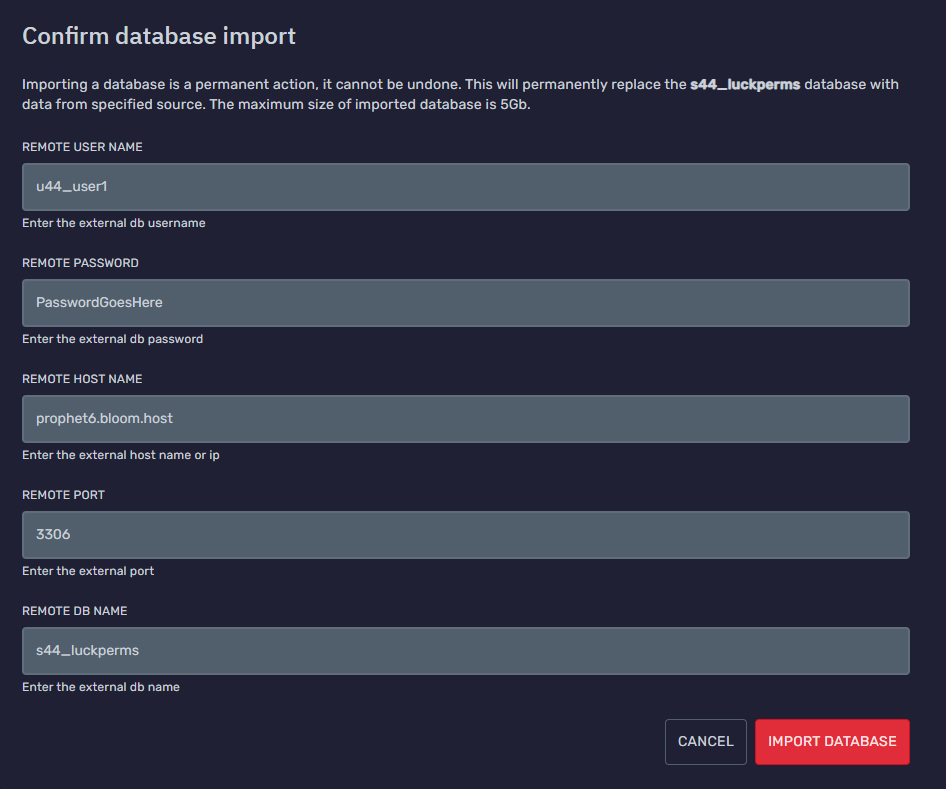 Confirm database import
Importing a database is a permanent action, it cannot be undone. This will permanently replace the s44_luckperms database with
data from specified source. The maximum size of imported database is 5Gb.
REMOTE USER NAME
u44_user1
Enter the external db username
REMOTE PASSWORD
PasswordGoesHere
Enter the external db password
REMOTE HOST NAME
prophet6.bloom.host
Enter the external host name or ip
REMOTE PORT
3306
Enter the external port
REMOTE DB NAME
s44_luckperms
Enter the external db name
CANCEL IMPORT DATABASE